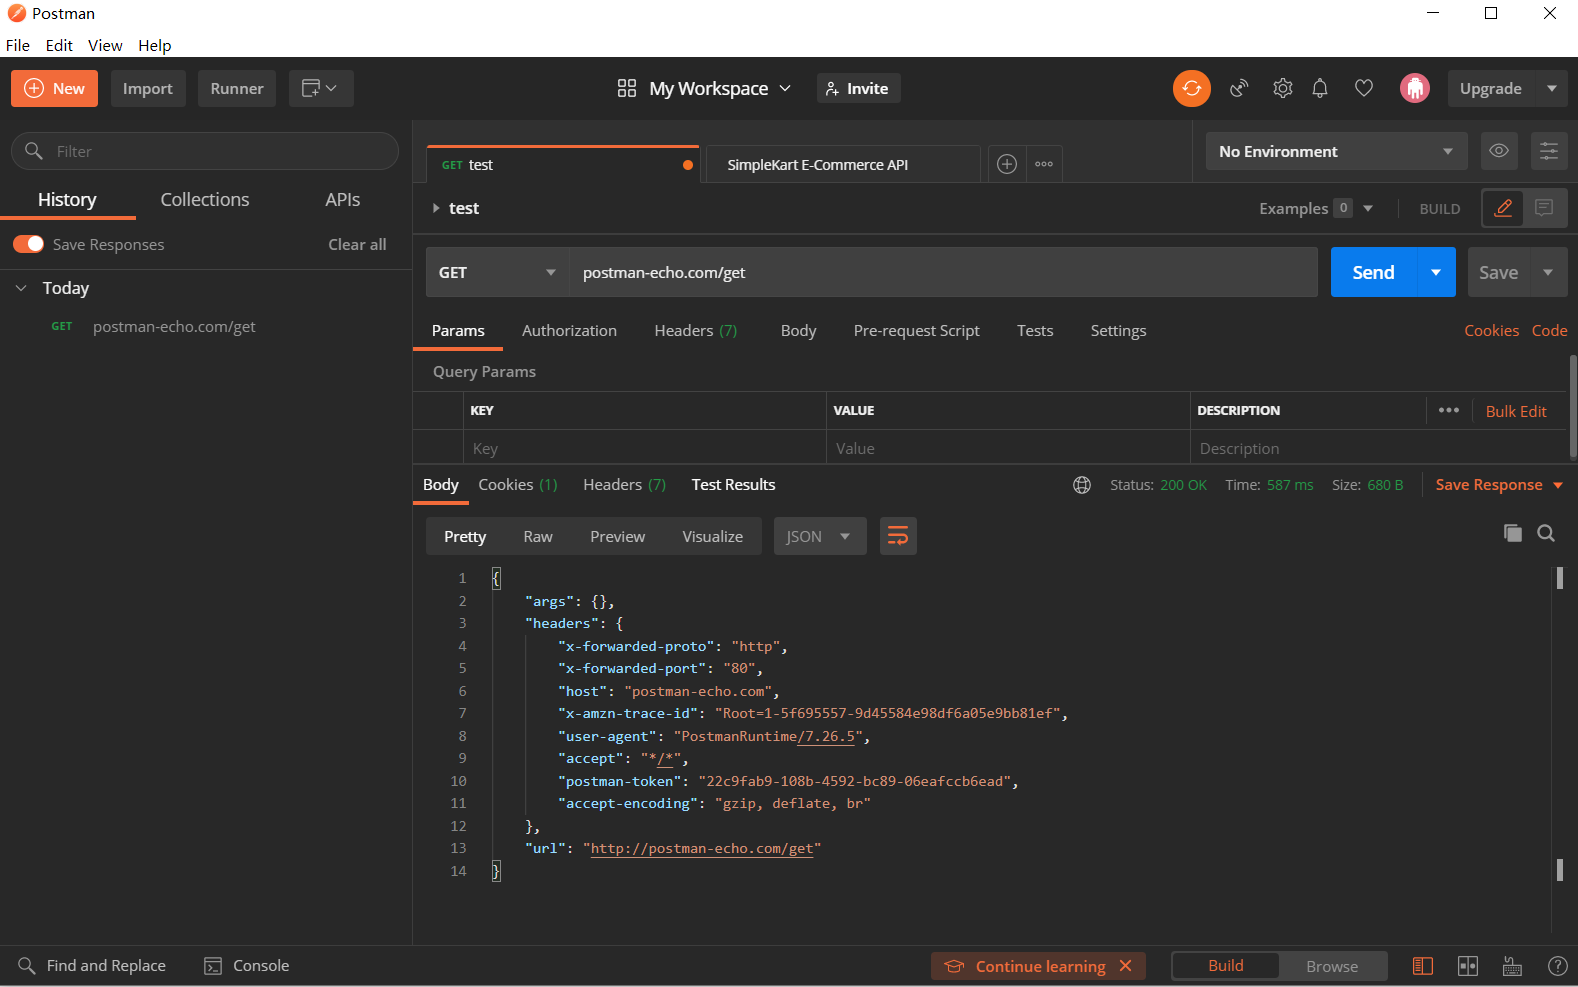 Postman
File Edit View Help
New Import Runner My Workspace Invite Upgrade
Filter
GET test SimpleKart E-Commerce API No Environment
History Collections APIs
test Examples 0 BUILD
Save Responses Clear all
GET postman-echo.com/get Send Save
Today
GET postman-echo.com/get
Params Authorization Headers (7) Body Pre-request Script Tests Settings Cookies Code
Query Params
KEY VALUE DESCRIPTION ••• Bulk Edit
Key Value Description
Body Cookies (1) Headers (7) Test Results Status: 200 OK Time: 587 ms Size: 680 B Save Response
Pretty Raw Preview Visualize JSON
1 {
2 "args": {},
3 "headers": {
4 "x-forwarded-proto": "http",
5 "x-forwarded-port": "80",
6 "host": "postman-echo.com",
7 "x-amzn-trace-id": "Root=1-5f695557-9d45584e98df6a05e9bb81ef",
8 "user-agent": "PostmanRuntime/7.26.5",
9 "accept": "*/*",
10 "postman-token": "22c9fab9-108b-4592-bc89-06eafccb6ead",
11 "accept-encoding": "gzip, deflate, br"
12 },
13 "url": "http://postman-echo.com/get"
14 }
Find and Replace Console Continue learning Build Browse